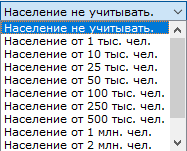 Население не учитывать.
Население не учитывать.
Население от 1 тыс. чел.
Население от 10 тыс. чел.
Население от 25 тыс. чел.
Население от 50 тыс. чел.
Население от 100 тыс. чел.
Население от 250 тыс. чел.
Население от 500 тыс. чел.
Население от 1 млн. чел.
Население от 2 млн. чел.